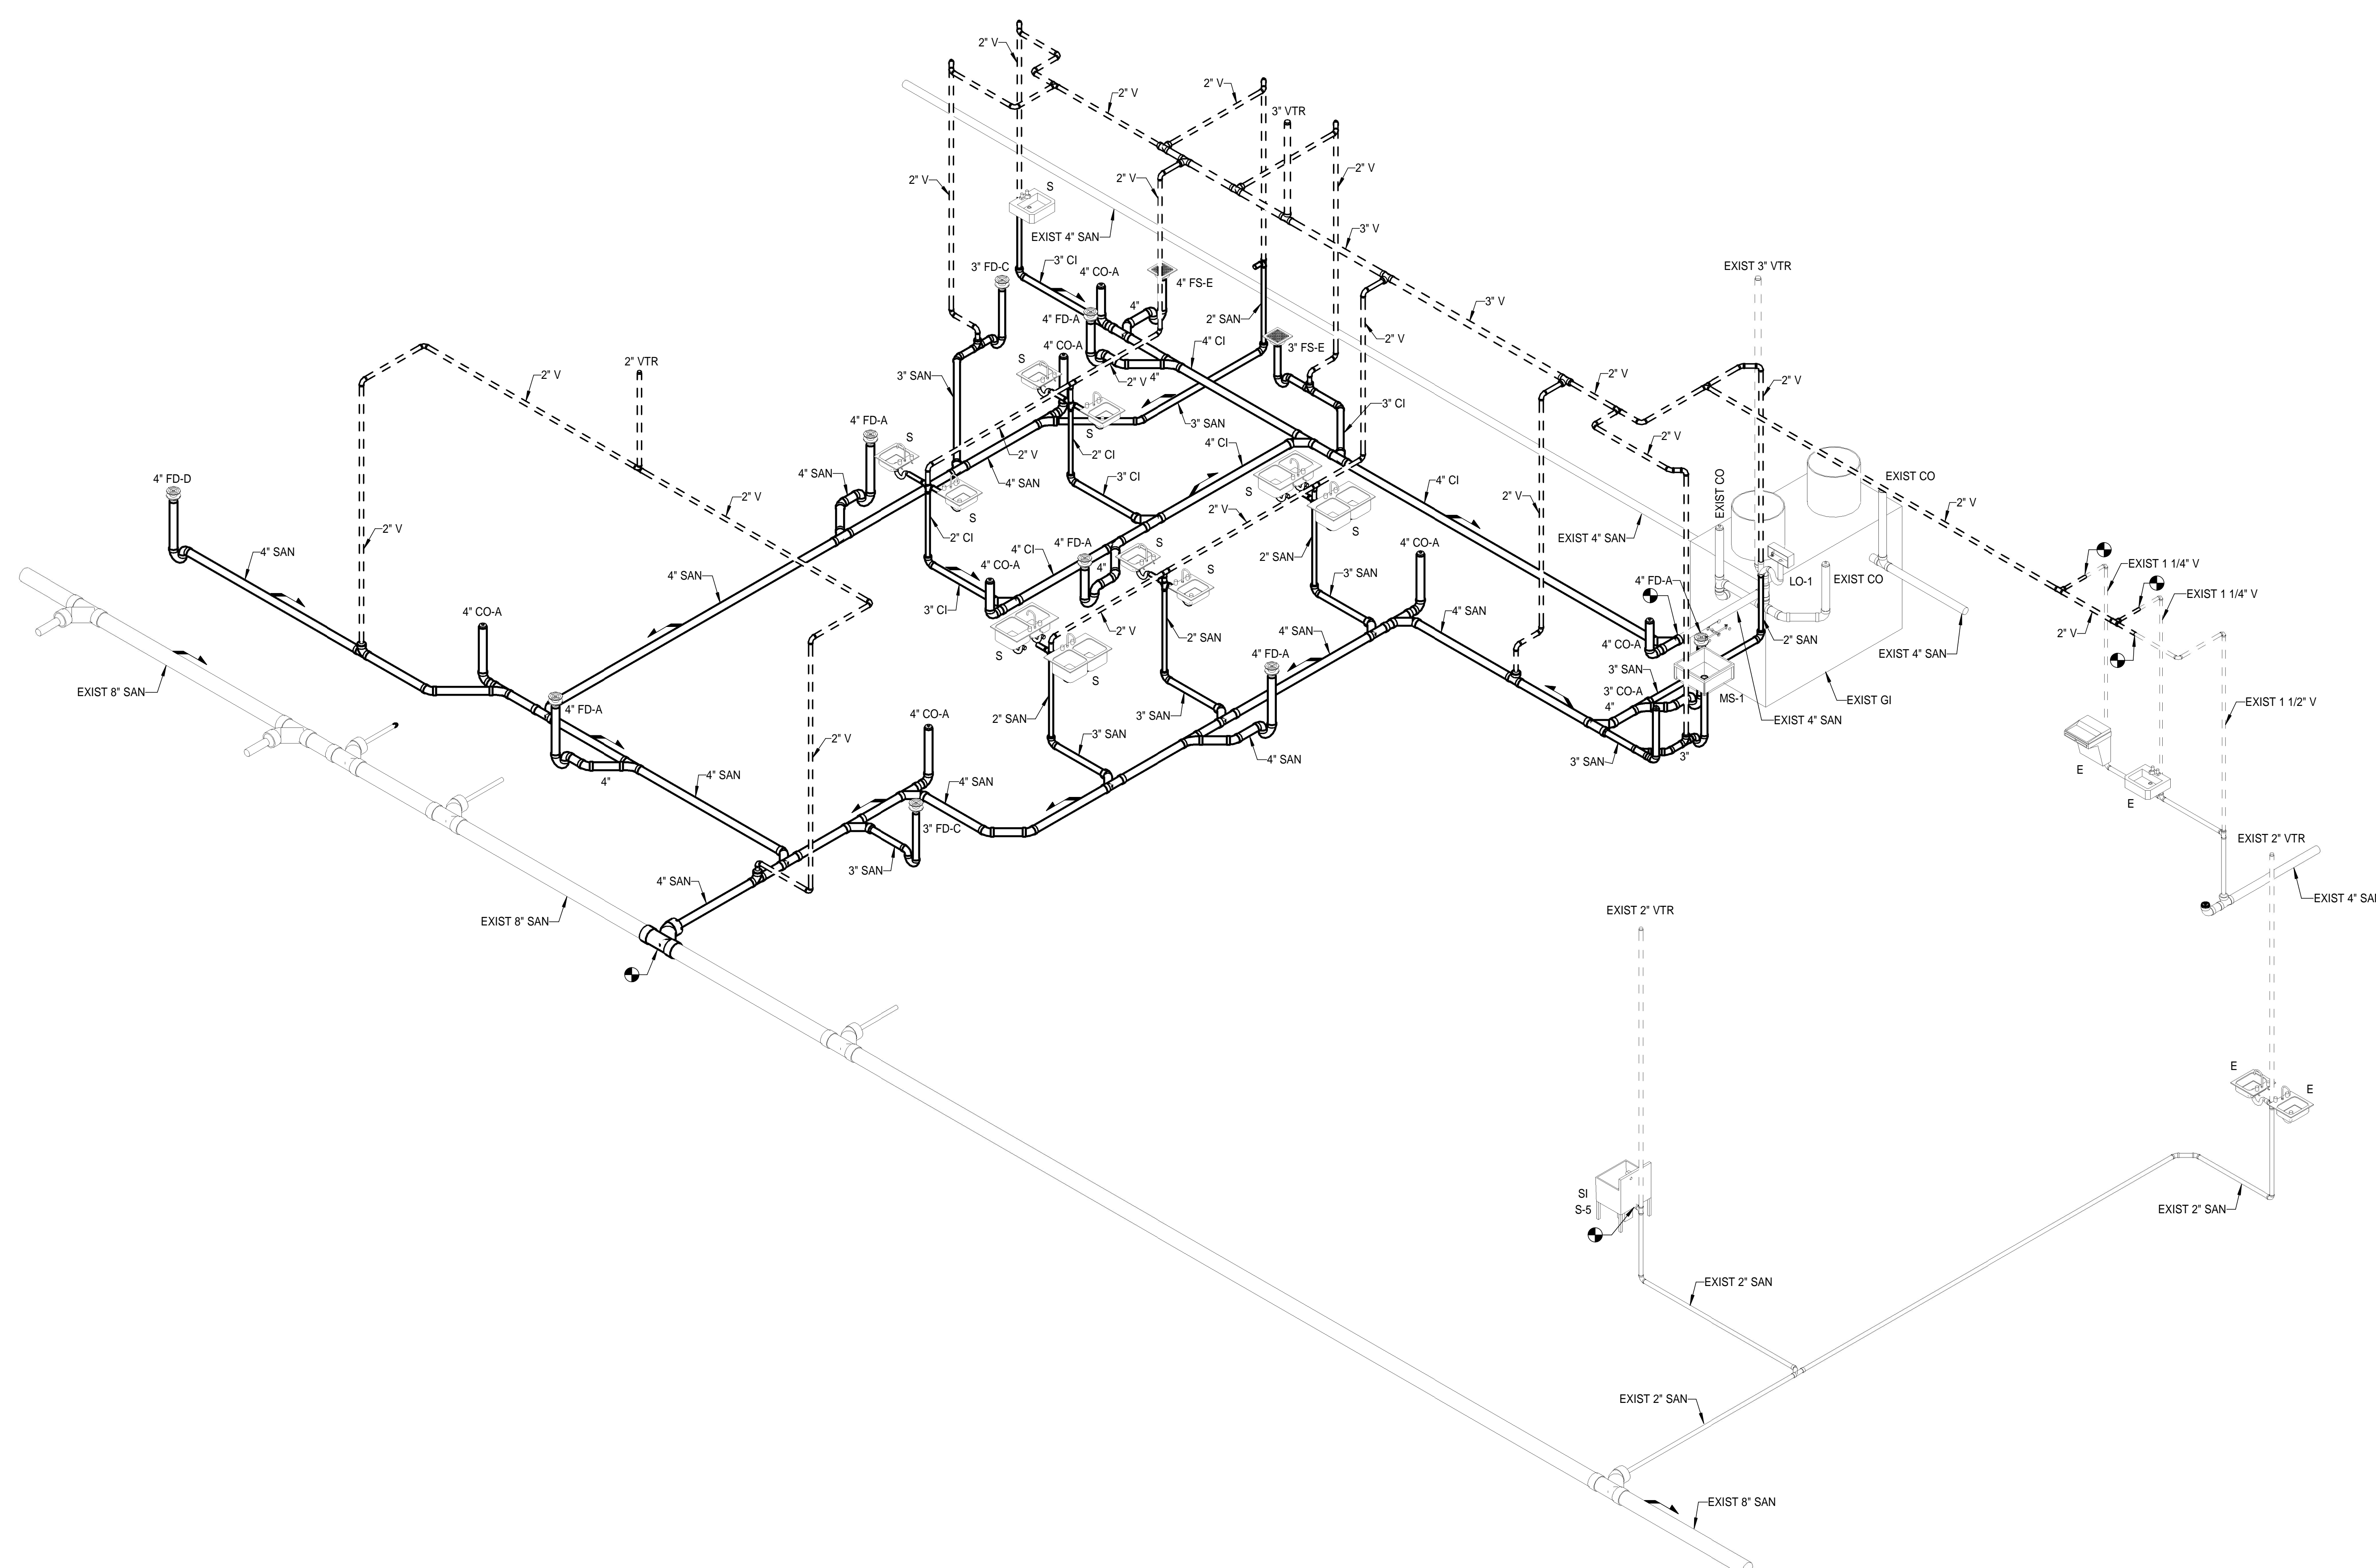 2" V
2" V
2" V
3" VTR
2" V
2" V
2" V
S
EXIST 4" SAN
3" V
3" CI
3" FD-C
4" CO-A
4" FS-E
EXIST 3" VTR
4"
3" V
4" FD-A
2" SAN
2" V
4" CI
4" CO-A
3" FS-E
2" VTR
S
2" V
2" V
3" SAN
2" V
4"
2" V
3" CI
3" SAN
4" FD-A
S
S
4" CI
2" V
2" V
2" CI
4" SAN
2" V
4" SAN
3" CI
EXIST CO
EXIST CO
4" FD-D
4" CI
S
2" V
2" V
2" V
2" V
S
2" CI
S
EXIST 4" SAN
4" SAN
4" CI
4" FD-A
S
2" SAN
4" CO-A
4" CO-A
EXIST 1 1/4" V
4"
S
3" SAN
4" SAN
4" FD-A
LO-1
EXIST CO
EXIST 1 1/4" V
3" CI
4" CO-A
2" V
2" SAN
4" SAN
4" SAN
2" SAN
2" V
4" CO-A
EXIST 4" SAN
S
4" FD-A
3" SAN
S
3" CO-A
MS-1
EXIST GI
EXIST 1 1/2" V
EXIST 8" SAN
4" FD-A
4" CO-A
2" SAN
3" SAN
4"
EXIST 4" SAN
2" V
3" SAN
4" SAN
3" SAN
3"
E
4" SAN
4" SAN
4"
E
3" FD-C
EXIST 2" VTR
3" SAN
4" SAN
EXIST 4" SAN
EXIST 2" VTR
EXIST 8" SAN
E
E
SI
S-5
EXIST 2" SAN
EXIST 2" SAN
EXIST 2" SAN
EXIST 8" SAN